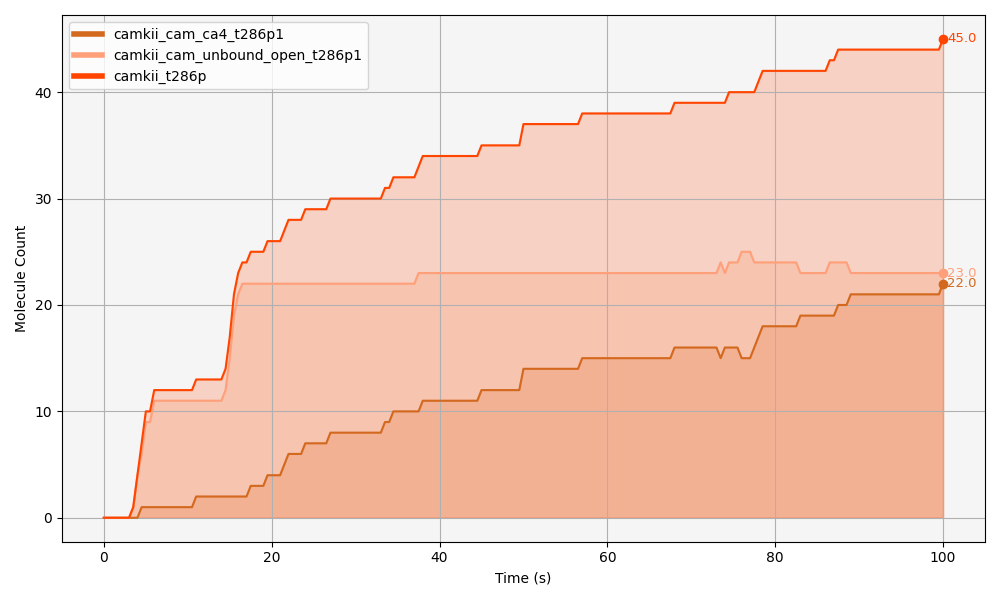 camkii_cam_ca4_t286p1
camkii_cam_unbound_open_t286p1
camkii_t286p
45.0
23.0
22.0
Molecule Count
40
30
20
10
0
0 20 40 60 80 100
Time (s)